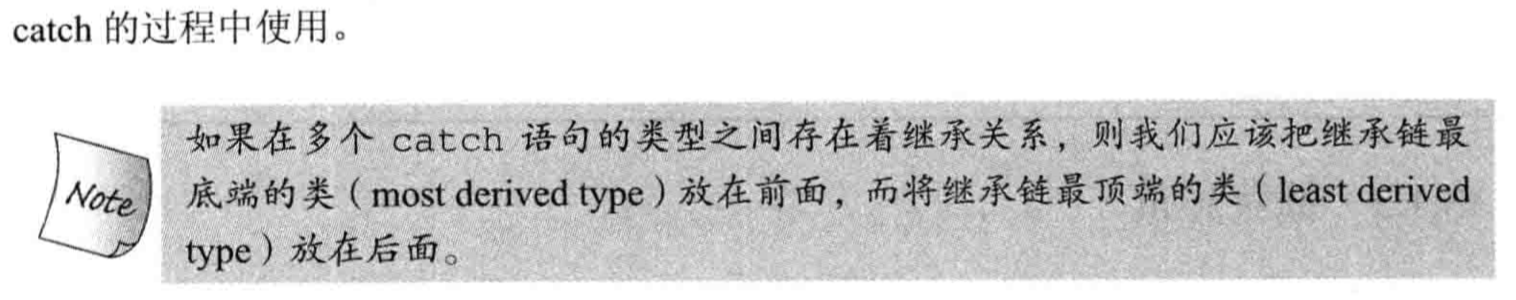 catch 的过程中使用。
如果在多个 catch 语句的类型之间存在着继承关系，则我们应该把继承链最
Note
底端的类（most derived type）放在前面，而将继承链最顶端的类（least derived
type）放在后面。